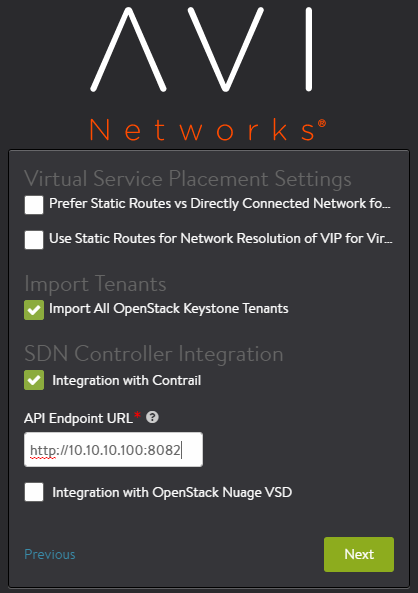 AVI
Networks®
Virtual Service Placement Settings
Prefer Static Routes vs Directly Connected Network fo...
Use Static Routes for Network Resolution of VIP for Vir...
Import Tenants
Import All OpenStack Keystone Tenants
SDN Controller Integration
Integration with Contrail
API Endpoint URL* ?
http://10.10.10.100:8082
Integration with OpenStack Nuage VSD
Previous
Next